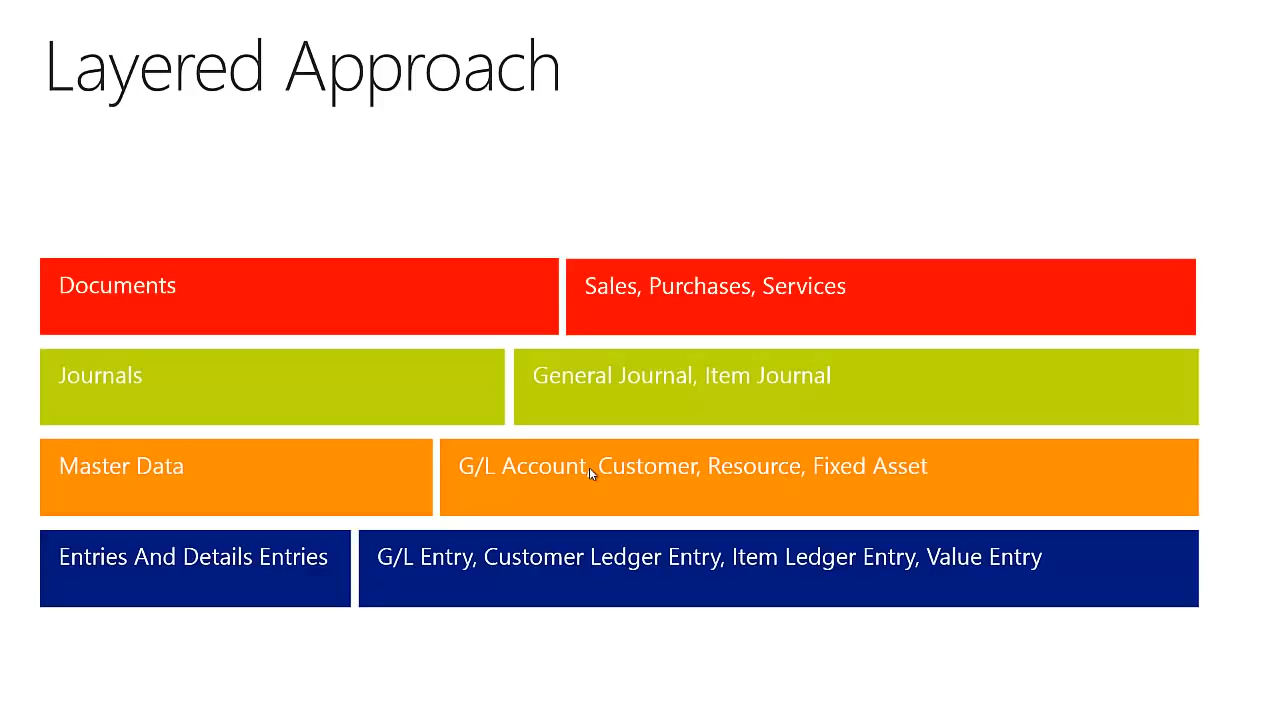 Layered Approach
Documents
Sales, Purchases, Services
Journals
General Journal, Item Journal
Master Data
G/L Account, Customer, Resource, Fixed Asset
Entries And Details Entries
G/L Entry, Customer Ledger Entry, Item Ledger Entry, Value Entry